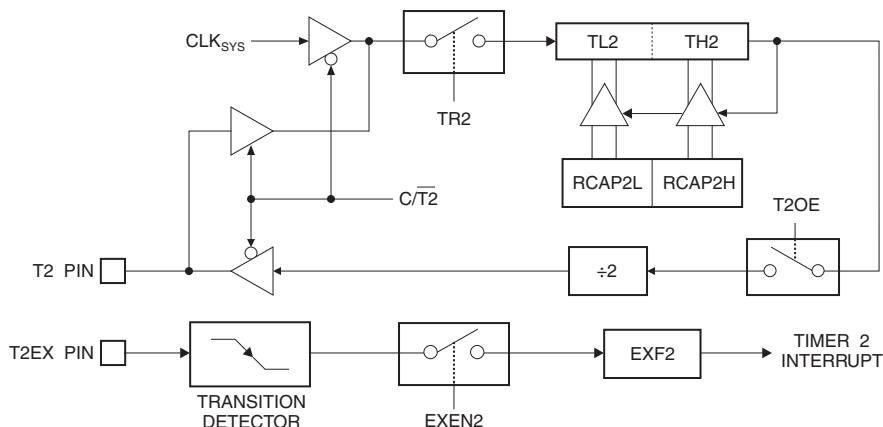 CLKSYS
TL2 TH2
TR2
RCAP2L RCAP2H
C/T2
T2OE
T2 PIN
÷2
T2EX PIN
EXF2
TIMER 2
INTERRUPT
TRANSITION
DETECTOR
EXEN2